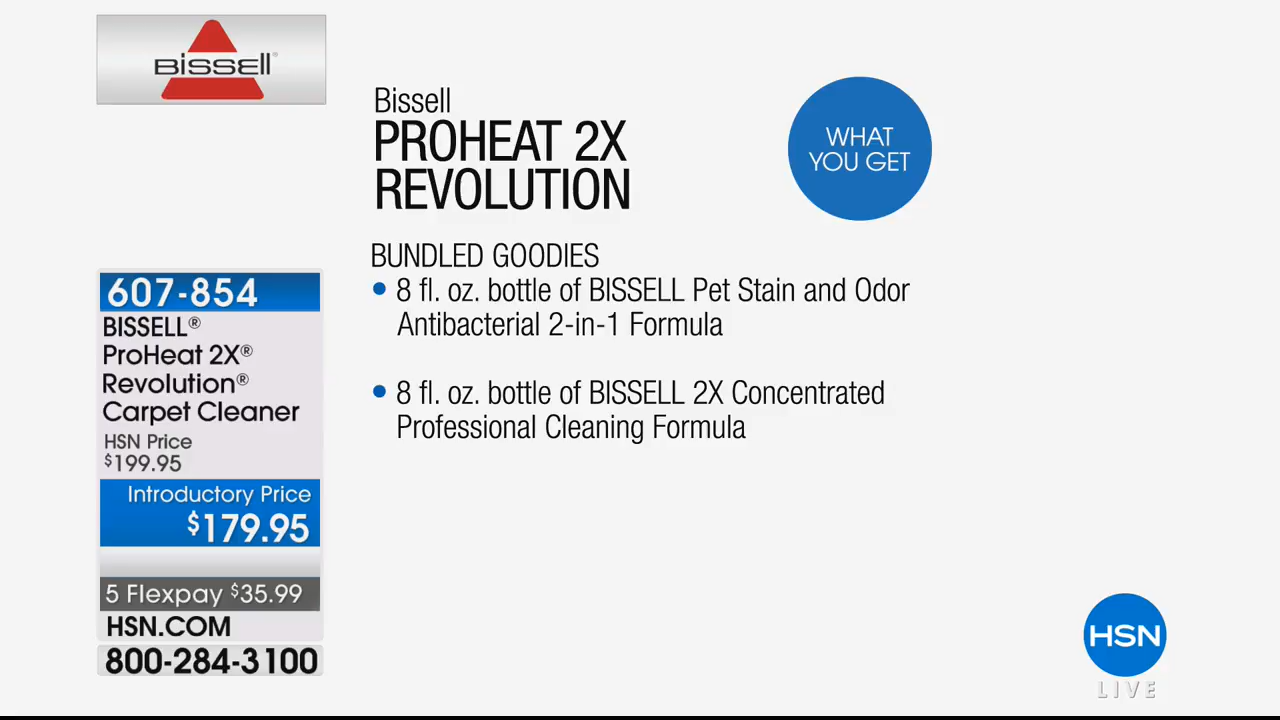 BISSELL®
Bissell
PROHEAT 2X
REVOLUTION
WHAT
YOU GET
BUNDLED GOODIES
• 8 fl. oz. bottle of BISSELL Pet Stain and Odor
Antibacterial 2-in-1 Formula
• 8 fl. oz. bottle of BISSELL 2X Concentrated
Professional Cleaning Formula
607-854
BISSELL®
ProHeat 2X®
Revolution®
Carpet Cleaner
HSN Price
$199.95
Introductory Price
$179.95
5 Flexpay $35.99
HSN.COM
800-284-3100
HSN
LIVE